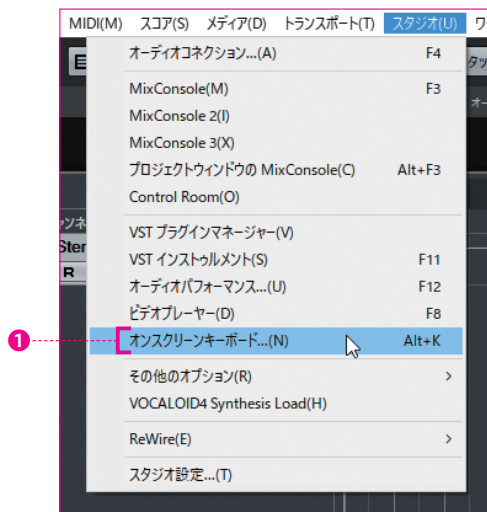 MIDI(M) スコア(S) メディア(D) トランスポート(T) スタジオ(U)
オーディオコネクション...(A) F4
MixConsole(M) F3
MixConsole 2(I)
MixConsole 3(X)
プロジェクトウィンドウの MixConsole(C) Alt+F3
Control Room(O)
VST プラグインマネージャー(V)
VST インストゥルメント(S) F11
オーディオパフォーマンス...(U) F12
ビデオプレーヤー(D) F8
❶ オンスクリーンキーボード...(N) Alt+K
その他のオプション(R) >
VOCALOID4 Synthesis Load(H)
ReWire(E) >
スタジオ設定...(T)
R